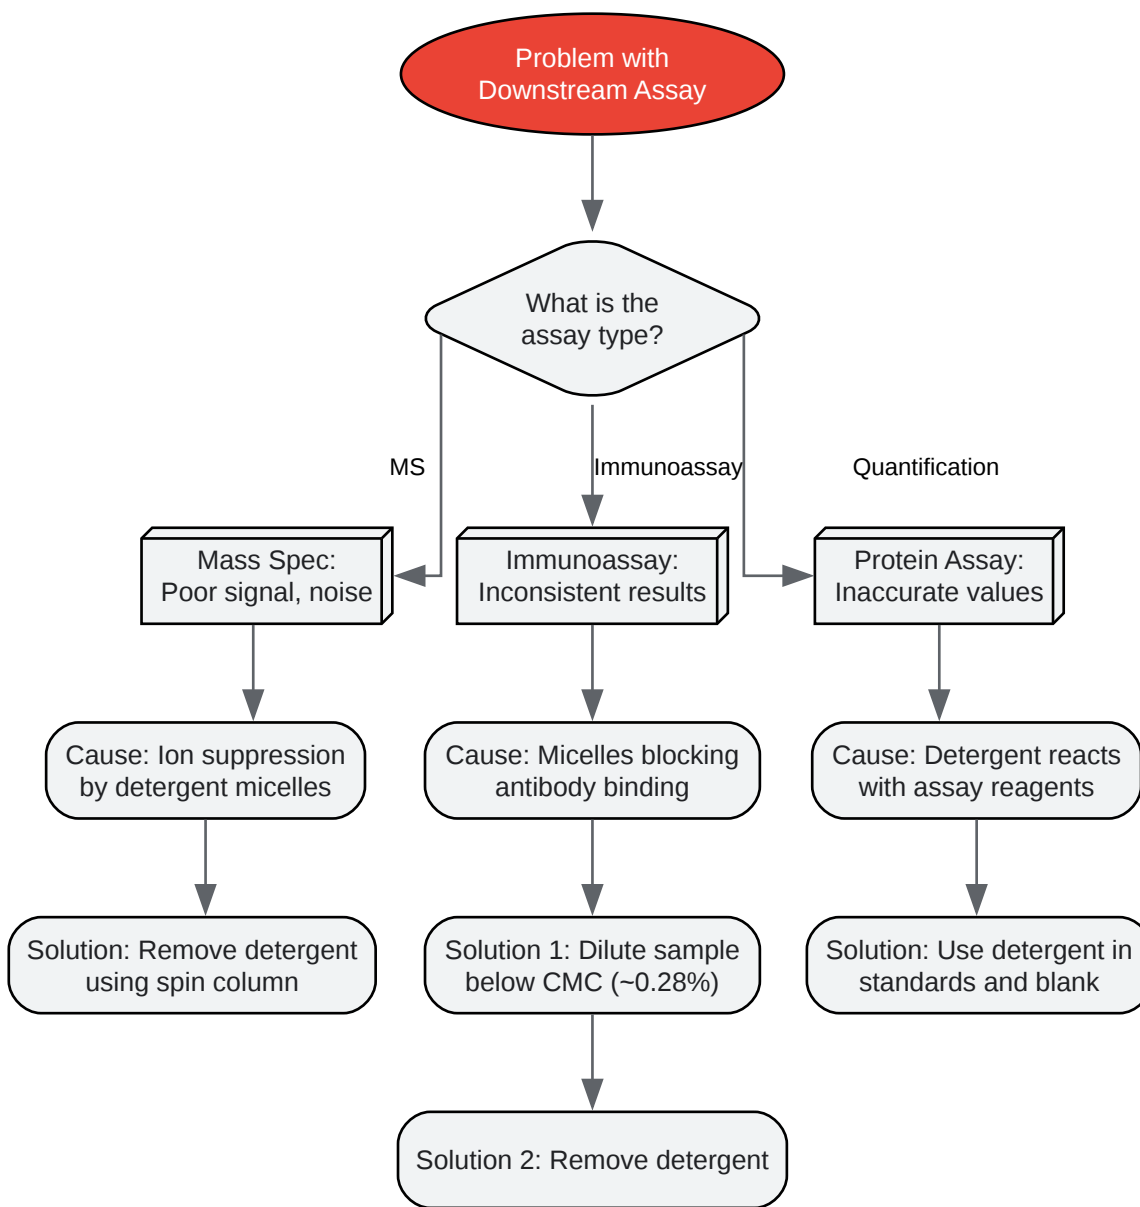 Problem with
Downstream Assay
What is the
assay type?
MS
Immunoassay
Quantification
Mass Spec:
Poor signal, noise
Immunoassay:
Inconsistent results
Protein Assay:
Inaccurate values
Cause: Ion suppression
by detergent micelles
Cause: Micelles blocking
antibody binding
Cause: Detergent reacts
with assay reagents
Solution: Remove detergent
using spin column
Solution 1: Dilute sample
below CMC (~0.28%)
Solution: Use detergent in
standards and blank
Solution 2: Remove detergent